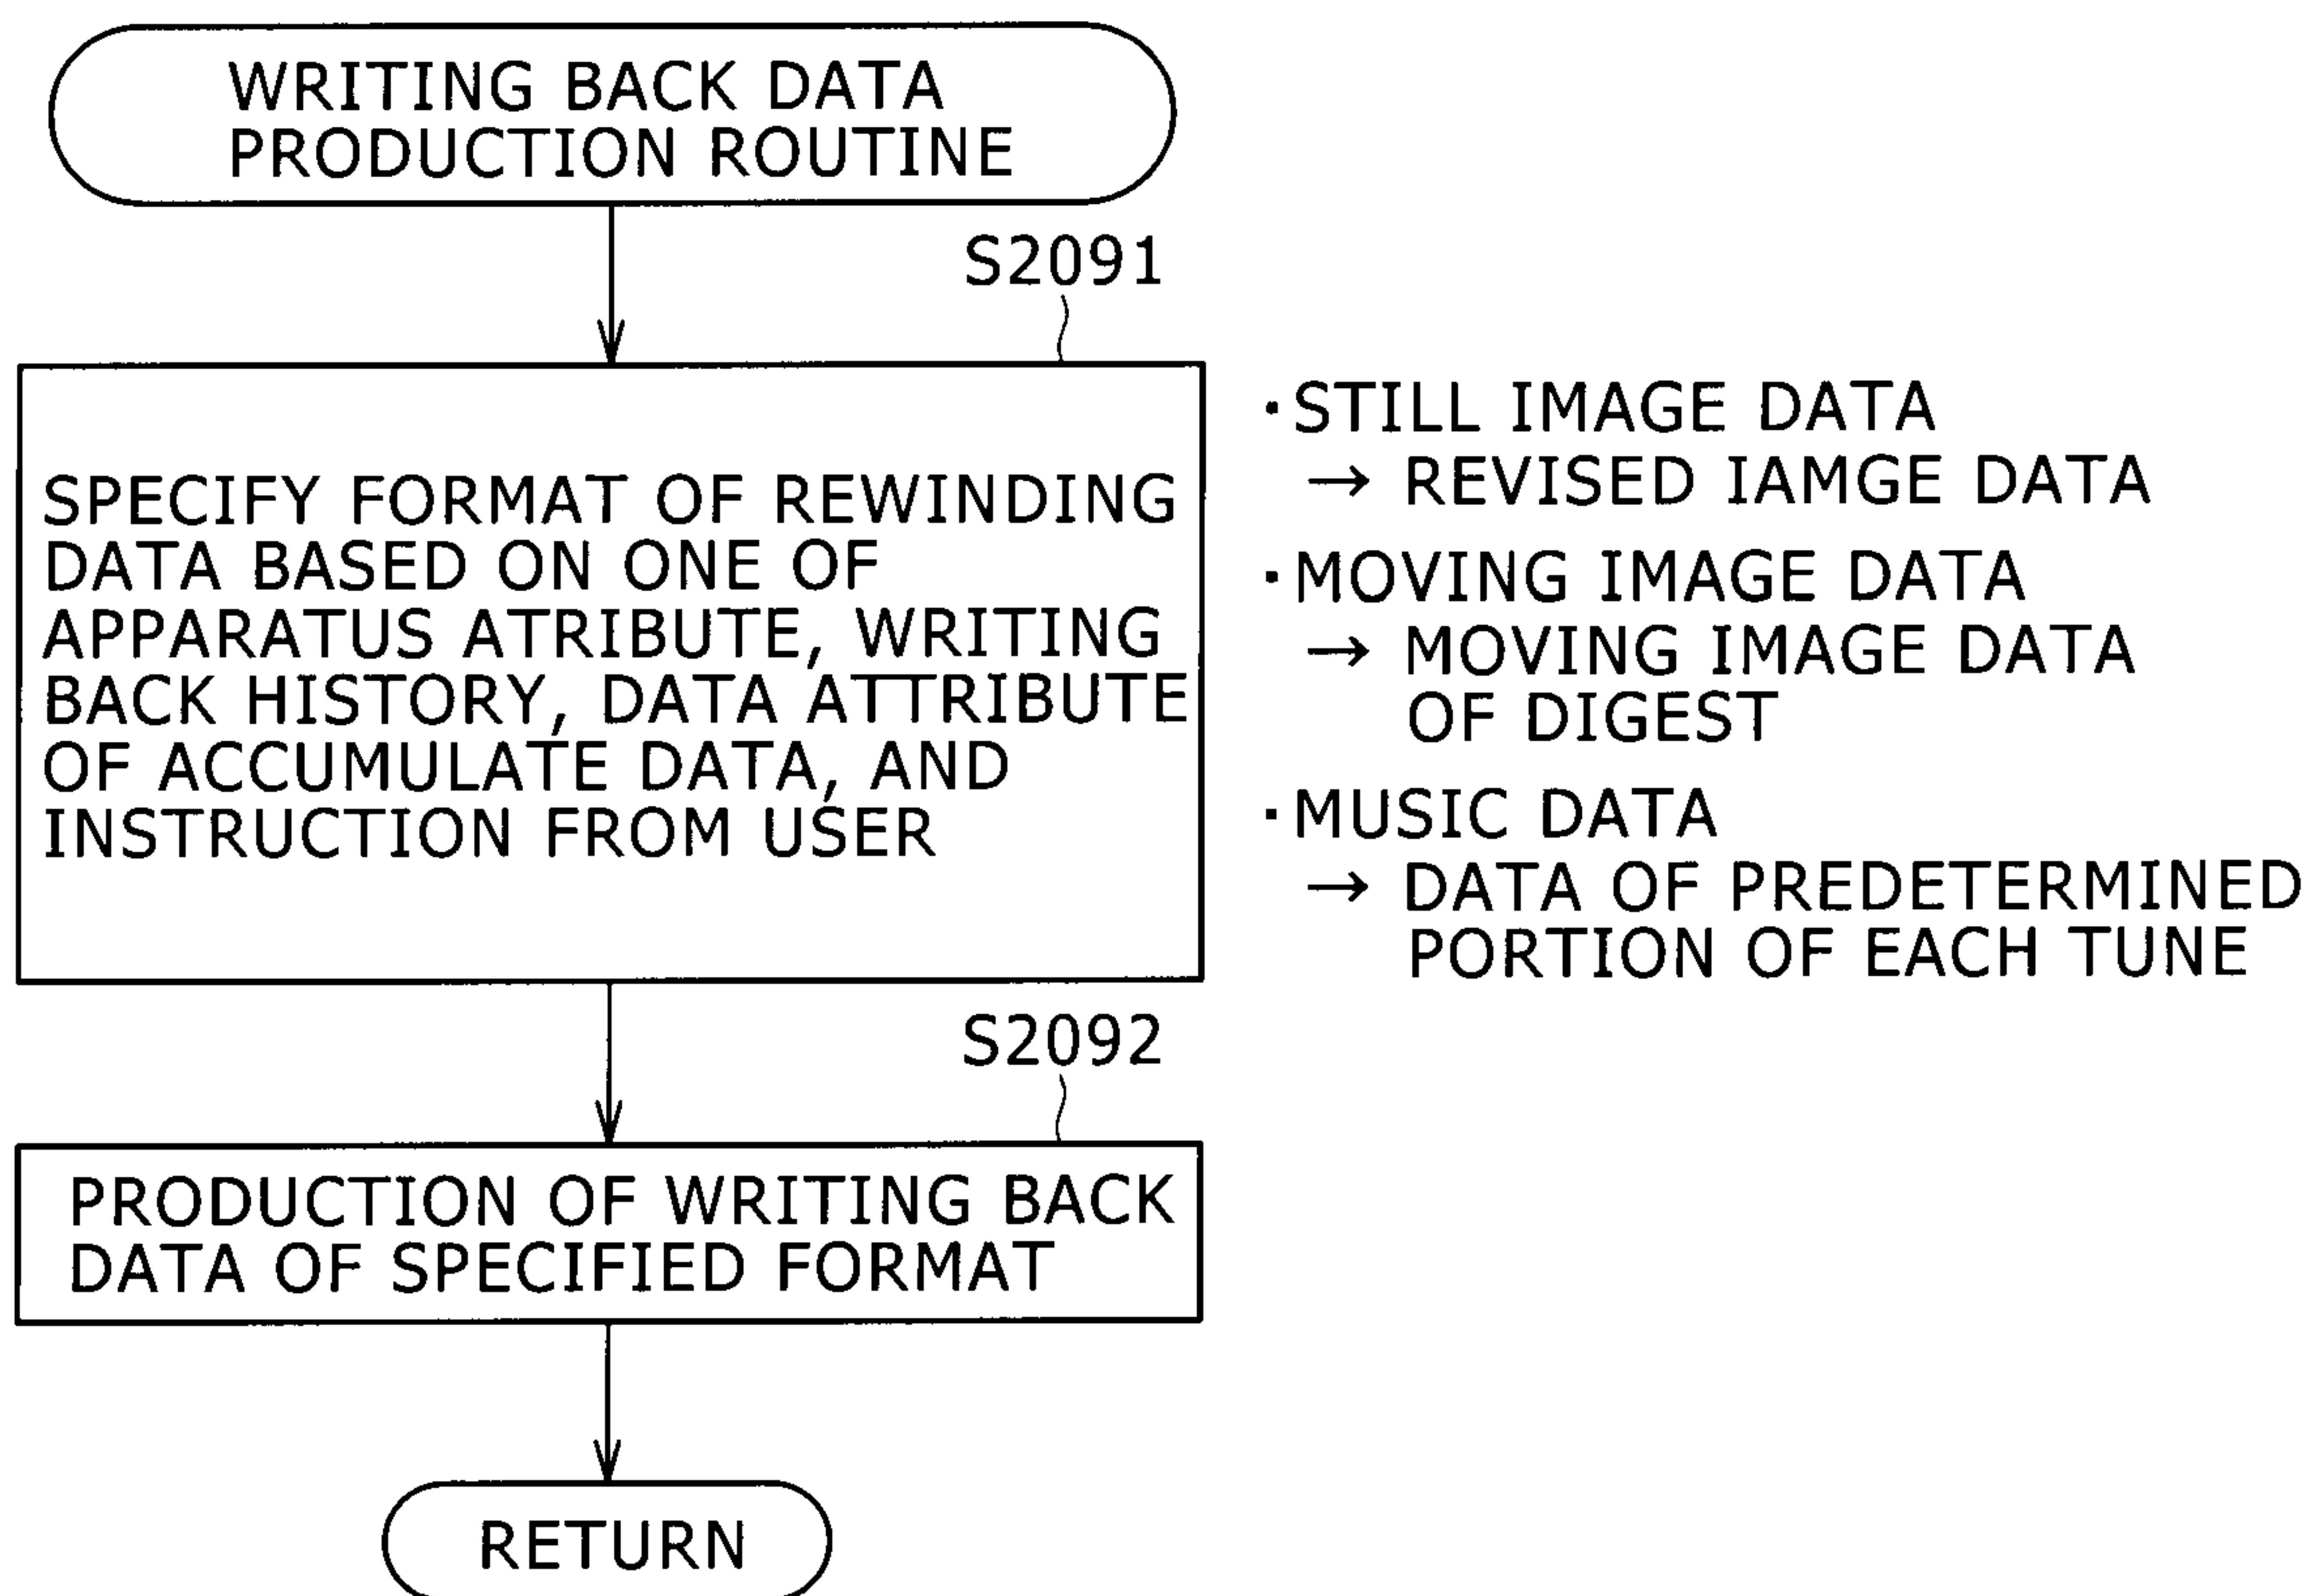 WRITING BACK DATA
PRODUCTION ROUTINE
S2091
SPECIFY FORMAT OF REWINDING
DATA BASED ON ONE OF
APPARATUS ATRIBUTE, WRITING
BACK HISTORY, DATA ATTRIBUTE
OF ACCUMULATE DATA, AND
INSTRUCTION FROM USER
·STILL IMAGE DATA
→ REVISED IAMGE DATA
·MOVING IMAGE DATA
→ MOVING IMAGE DATA
OF DIGEST
·MUSIC DATA
→ DATA OF PREDETERMINED
PORTION OF EACH TUNE
S2092
PRODUCTION OF WRITING BACK
DATA OF SPECIFIED FORMAT
RETURN